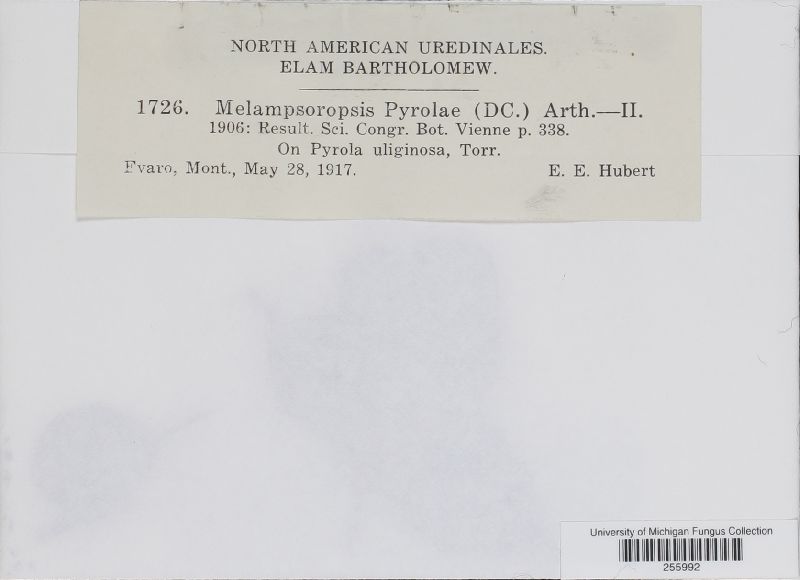 NORTH AMERICAN UREDINALES.
ELAM BARTHOLOMEW.
1726. Melampsoropsis Pyrolae (DC.) Arth.—II.
1906: Result. Sci. Congr. Bot. Vienne p. 338.
On Pyrola uliginosa, Torr.
Evaro, Mont., May 28, 1917. E. E. Hubert
University of Michigan Fungus Collection
255992